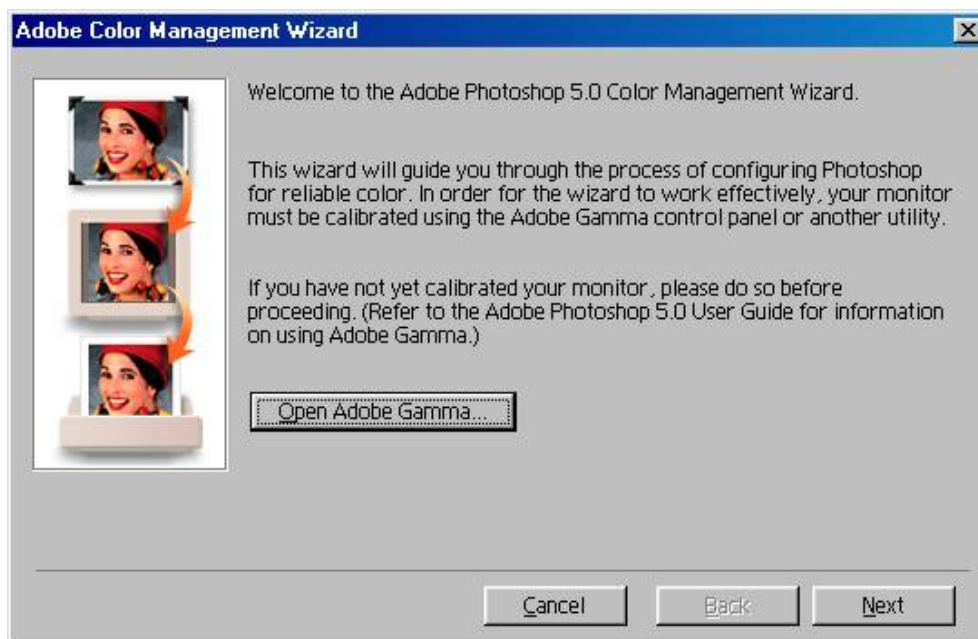 Adobe Color Management Wizard
Welcome to the Adobe Photoshop 5.0 Color Management Wizard.
This wizard will guide you through the process of configuring Photoshop
for reliable color. In order for the wizard to work effectively, your monitor
must be calibrated using the Adobe Gamma control panel or another utility.
If you have not yet calibrated your monitor, please do so before
proceeding. (Refer to the Adobe Photoshop 5.0 User Guide for information
on using Adobe Gamma.)
Open Adobe Gamma...
Cancel Back Next